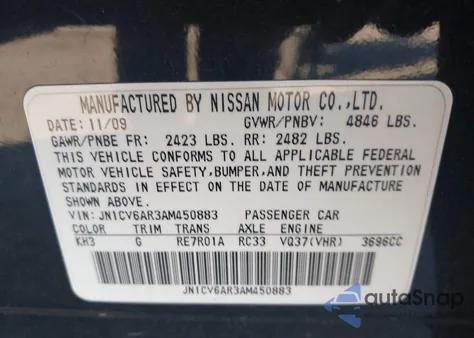 MANUFACTURED BY NISSAN MOTOR CO.,LTD.
DATE: 11/09 GVWR/PNBV: 4846 LBS.
GAWR/PNBE FR: 2423 LBS. RR: 2482 LBS.
THIS VEHICLE CONFORMS TO ALL APPLICABLE FEDERAL
MOTOR VEHICLE SAFETY,BUMPER,AND THEFT PREVENTION
STANDARDS IN EFFECT ON THE DATE OF MANUFACTURE
SHOWN ABOVE.
VIN: JN1CV6AR3AM450883 PASSENGER CAR
COLOR TRIM TRANS AXLE ENGINE
KH3 G RE7R01A RC33 VQ37(VHR) 3696CC
JN1CV6AR3AM450883
autoSnap